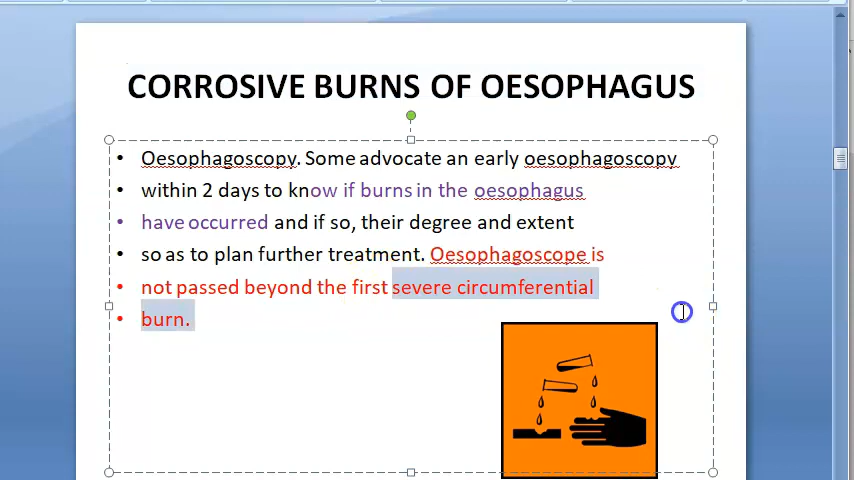 CORROSIVE BURNS OF OESOPHAGUS
• Oesophagoscopy. Some advocate an early oesophagoscopy
• within 2 days to know if burns in the oesophagus
• have occurred and if so, their degree and extent
• so as to plan further treatment. Oesophagoscope is
• not passed beyond the first severe circumferential
• burn.